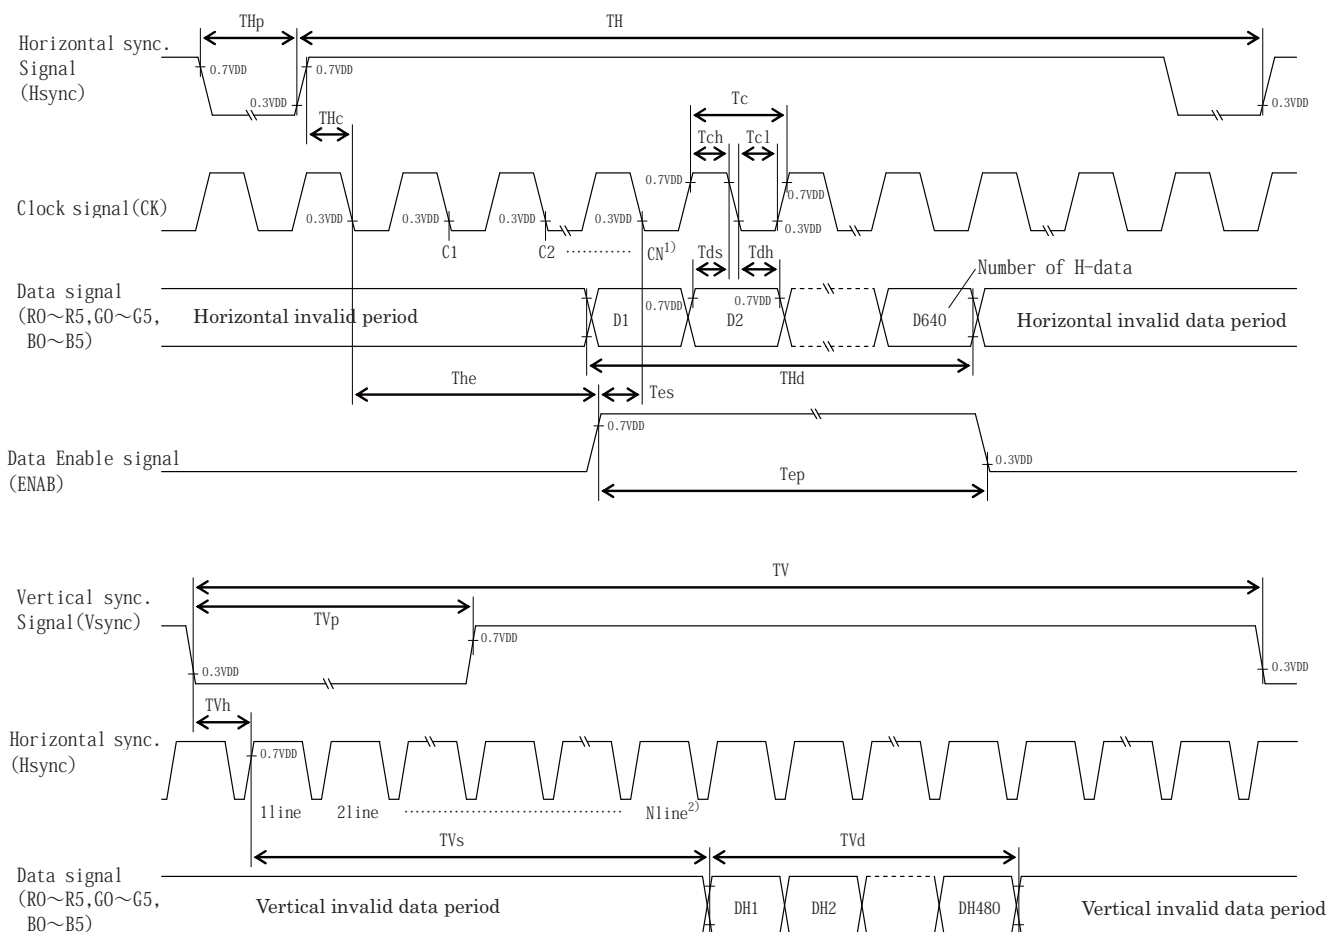 THp
TH
Horizontal sync.
Signal
(Hsync)
0.7VDD
0.7VDD
0.3VDD
0.3VDD
THc
Tc
Tch
Tcl
Clock signal(CK)
0.7VDD
0.7VDD
0.3VDD
0.3VDD
0.3VDD
0.3VDD
0.3VDD
C1
C2
CN1)
Tds
Tdh
Number of H-data
Data signal
(R0～R5,G0～G5,
B0～B5)
Horizontal invalid period
D1
0.7VDD
D2
0.7VDD
D640
Horizontal invalid data period
The
Tes
THd
0.7VDD
Data Enable signal
(ENAB)
Tep
0.3VDD
TV
Vertical sync.
Signal(Vsync)
TVp
0.7VDD
0.3VDD
0.3VDD
TVh
Horizontal sync.
(Hsync)
0.7VDD
1line
2line
Nline2)
TVs
TVd
Data signal
(R0～R5,G0～G5,
B0～B5)
Vertical invalid data period
DH1
DH2
DH480
Vertical invalid data period